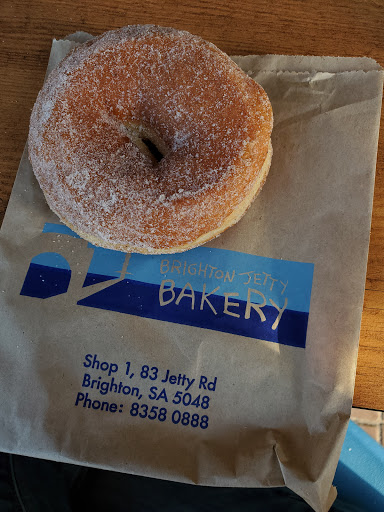 BRIGHTON JETTY
BAKERY
Shop 1, 83 Jetty Rd
Brighton, SA 5048
Phone: 8358 0888